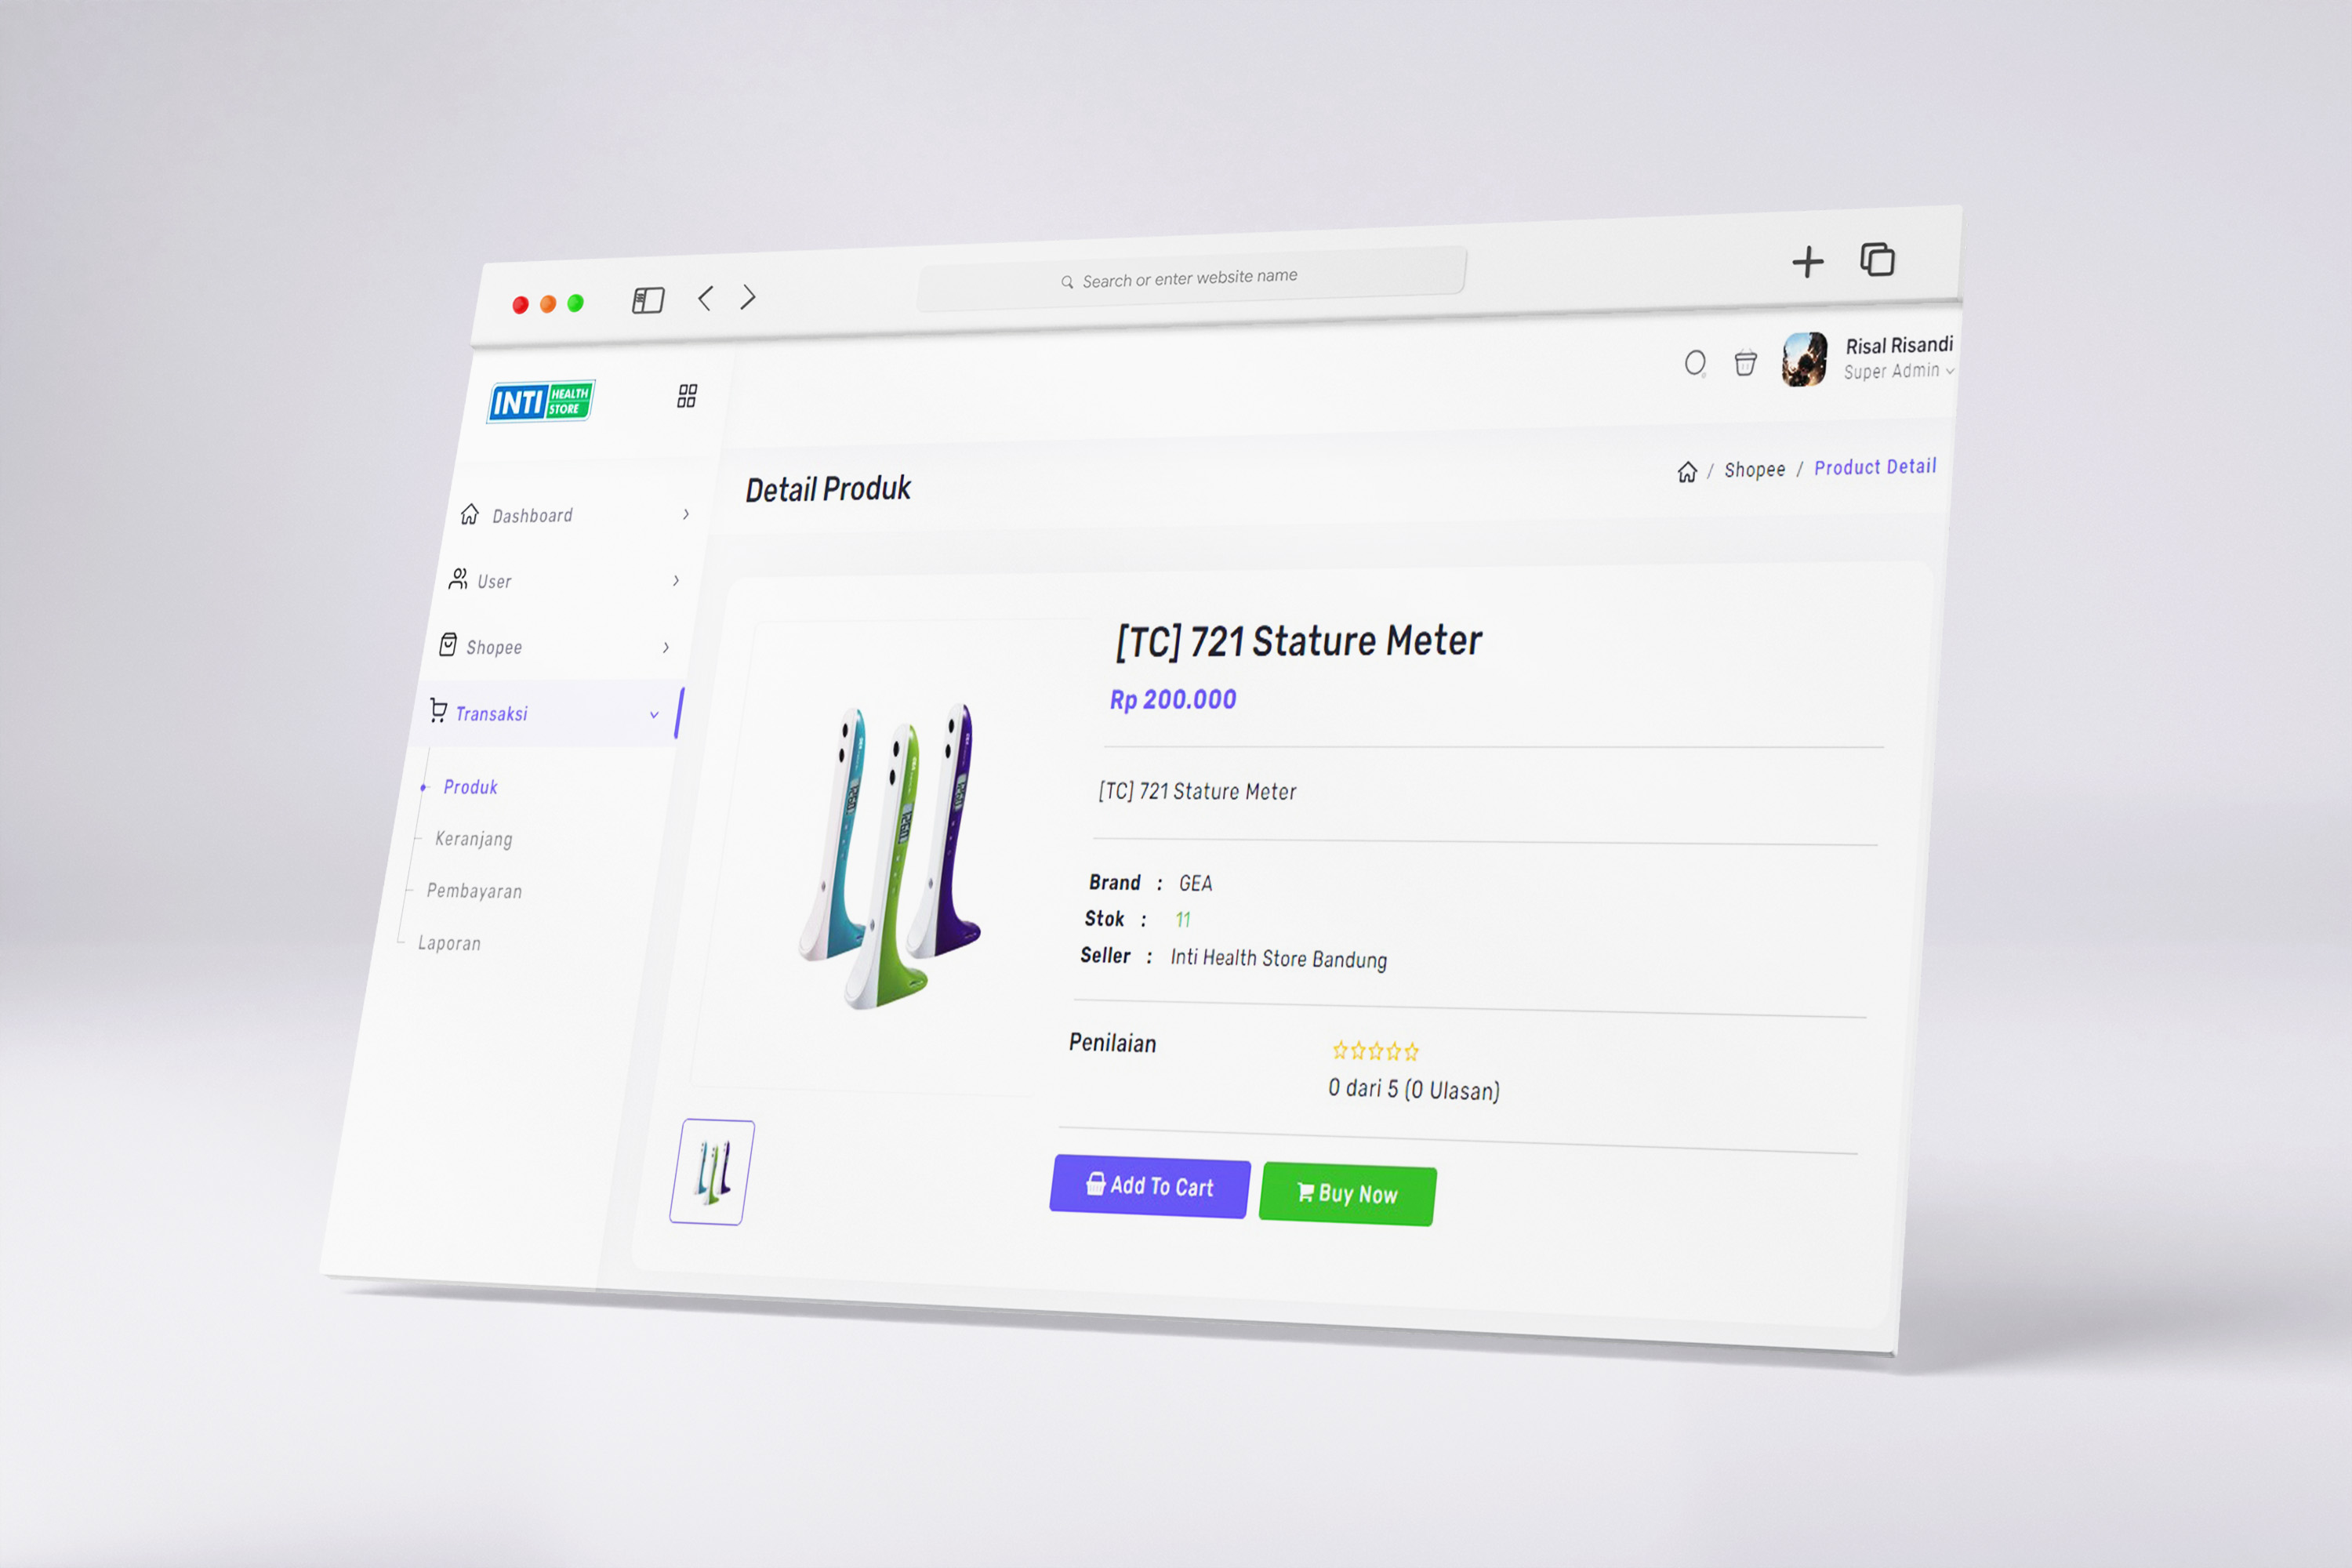 Search or enter website name
INTI HEALTH STORE
Risal Risandi
Super Admin
Detail Produk
/ Shopee / Product Detail
Dashboard
User
Shopee
Transaksi
Produk
Keranjang
Pembayaran
Laporan
[TC] 721 Stature Meter
Rp 200.000
[TC] 721 Stature Meter
Brand : GEA
Stok : 11
Seller : Inti Health Store Bandung
Penilaian
0 dari 5 (0 Ulasan)
Add To Cart
Buy Now